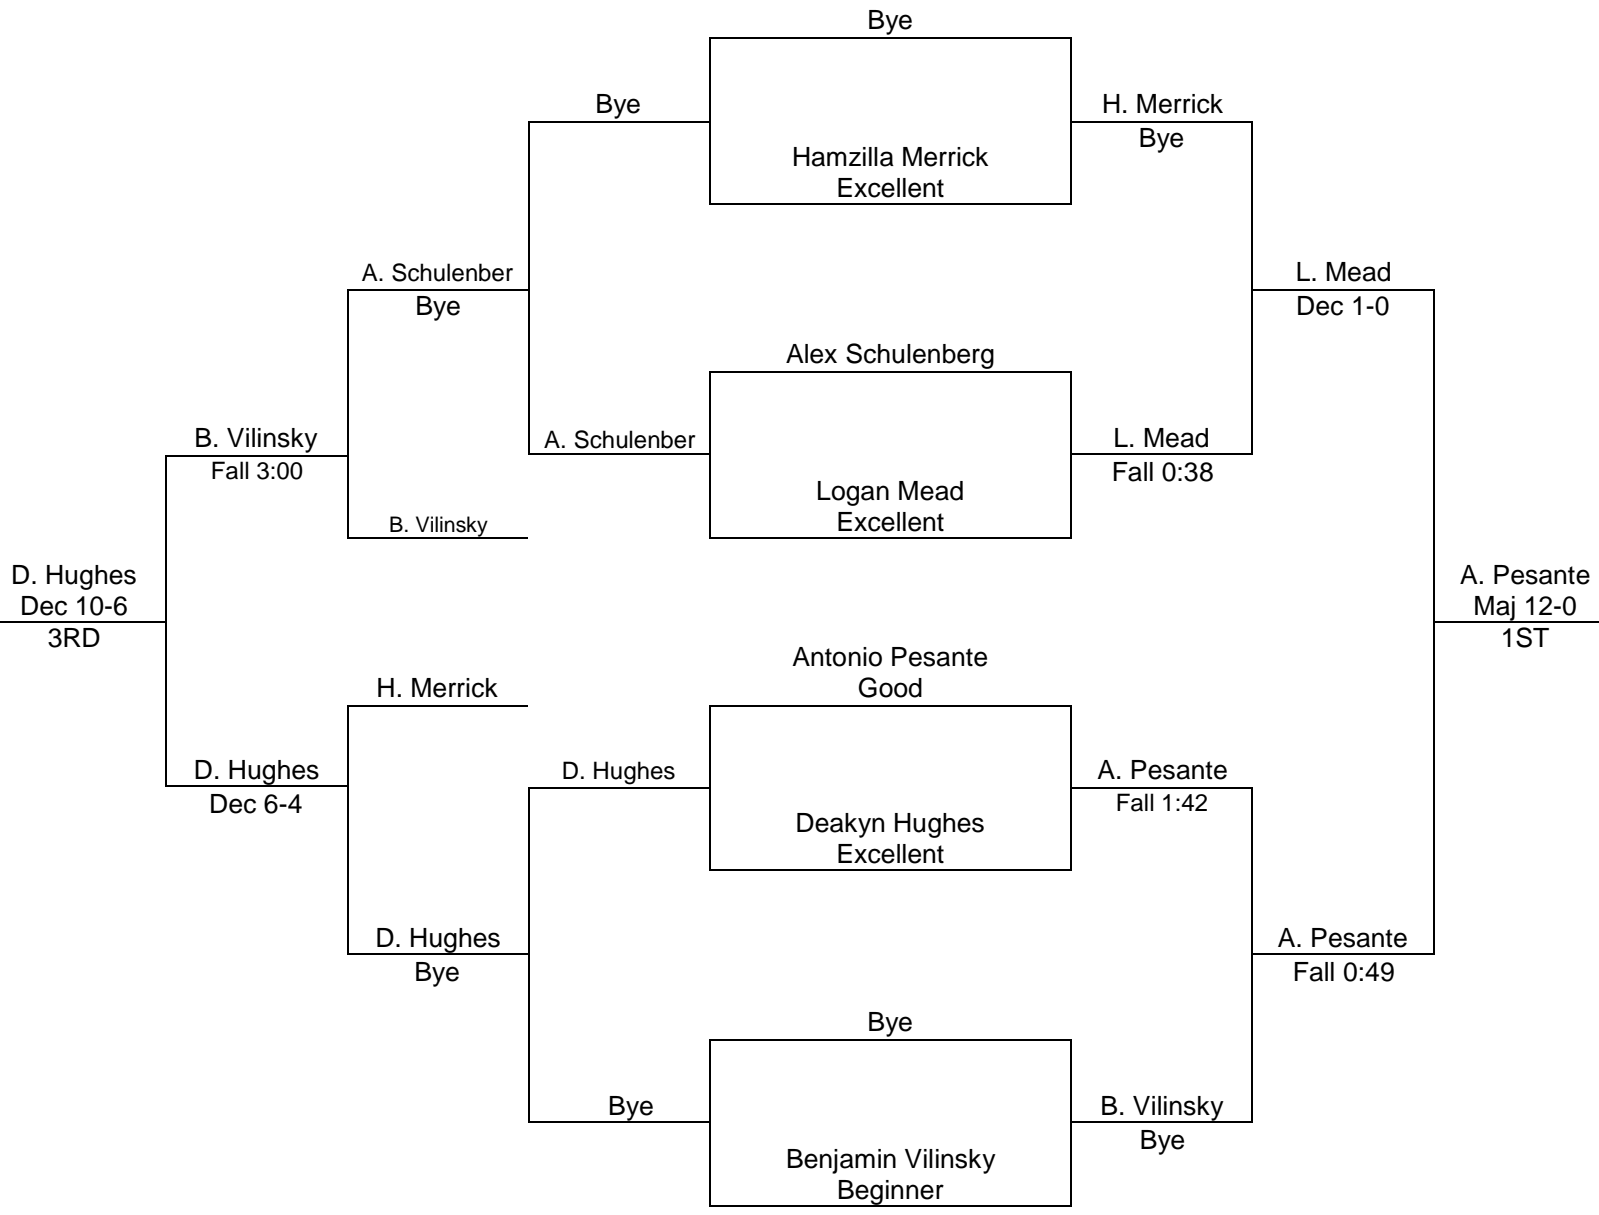 Bye
Bye
H. Merrick
Bye
Hamzilla Merrick
Excellent
A. Schulenber
Bye
L. Mead
Dec 1-0
Alex Schulenberg
B. Vilinsky
Fall 3:00
A. Schulenber
L. Mead
Fall 0:38
Logan Mead
Excellent
B. Vilinsky
D. Hughes
Dec 10-6
3RD
A. Pesante
Maj 12-0
1ST
Antonio Pesante
Good
H. Merrick
D. Hughes
Dec 6-4
D. Hughes
A. Pesante
Fall 1:42
Deakyn Hughes
Excellent
D. Hughes
Bye
A. Pesante
Fall 0:49
Bye
Bye
B. Vilinsky
Bye
Benjamin Vilinsky
Beginner